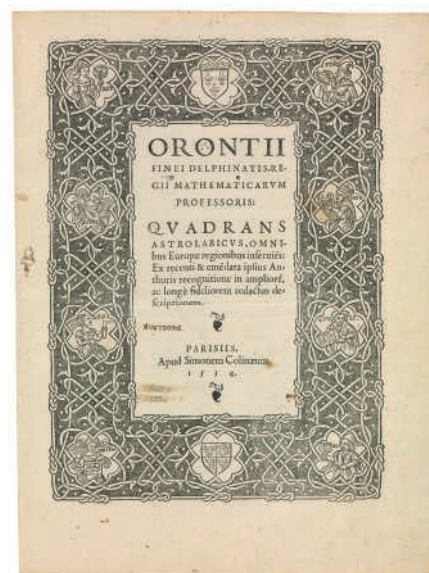 ORONTII
FINEI DELPHINATIS, RE-
GII MATHEMATICARVM
PROFESSORIS:
QVADRANS
ASTROLABICVS, OMNI-
bus Europæ regionibus inseruiẽs:
Ex recenti & emẽdata ipsius Au-
thoris recognitione in ampliorẽ,
ac longè fideliorem redactus de-
scriptionem.
PARISIIS,
Apud Simonem Colinæum.
1534.